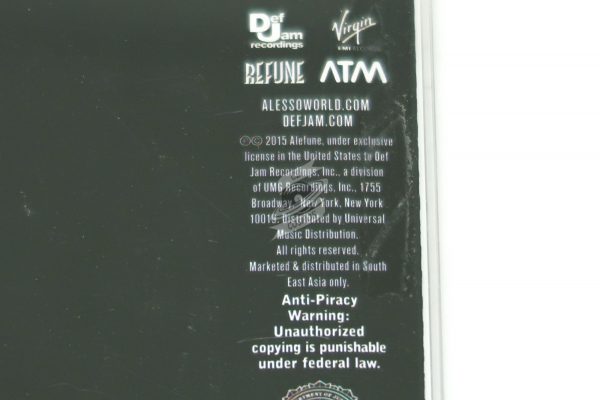 Def
Jam
recordings
Virgin
EMI RECORDS
REFUNE
ATM
ALESSOWORLD.COM
DEFJAM.COM
℗© 2015 Alefune, under exclusive
license in the United States to Def
Jam Recordings, Inc., a division
of UMG Recordings, Inc., 1755
Broadway, New York, New York
10019. Distributed by Universal
Music Distribution.
All rights reserved.
Marketed & distributed in South
East Asia only.
Anti-Piracy
Warning:
Unauthorized
copying is punishable
under federal law.